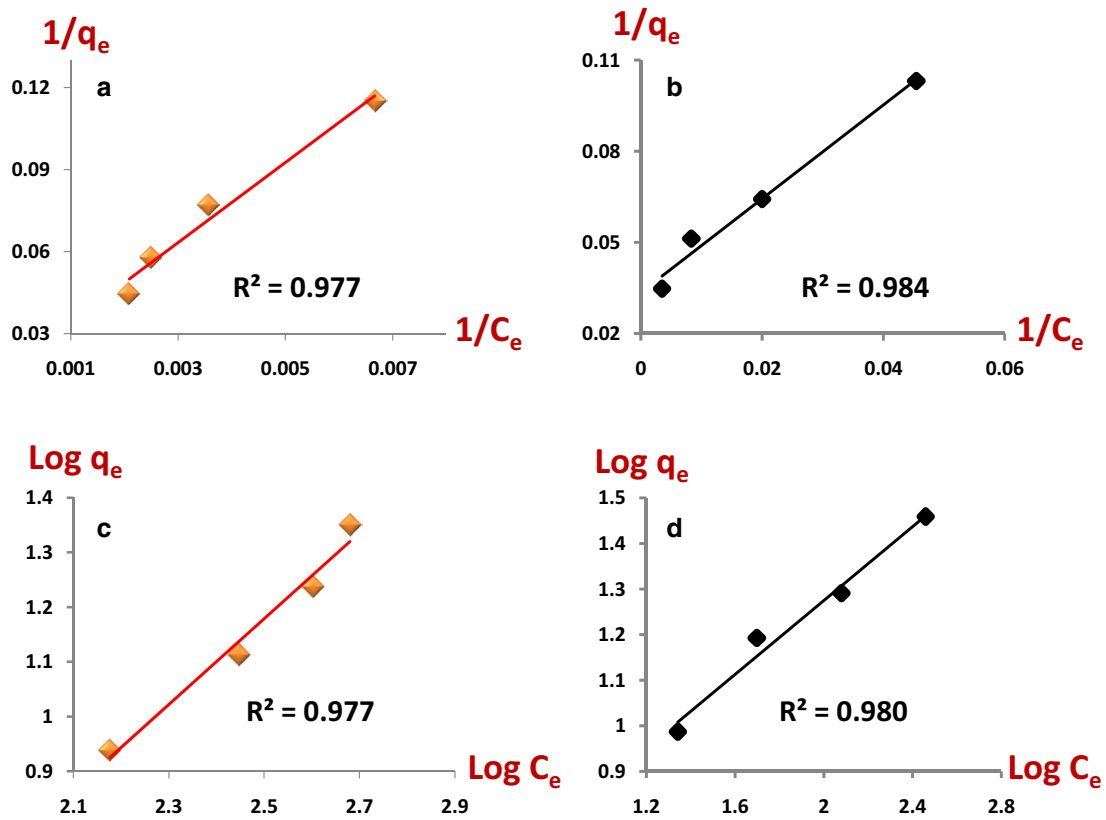 1/qe
a
0.12
0.09
0.06
0.03
R² = 0.977
1/Ce
0.001 0.003 0.005 0.007
1/qe
b
0.11
0.08
0.05
0.02
R² = 0.984
1/Ce
0 0.02 0.04 0.06
Log qe
c
1.4
1.3
1.2
1.1
1
0.9
R² = 0.977
Log Ce
2.1 2.3 2.5 2.7 2.9
Log qe
d
1.5
1.4
1.3
1.2
1.1
1
0.9
R² = 0.980
Log Ce
1.2 1.6 2 2.4 2.8